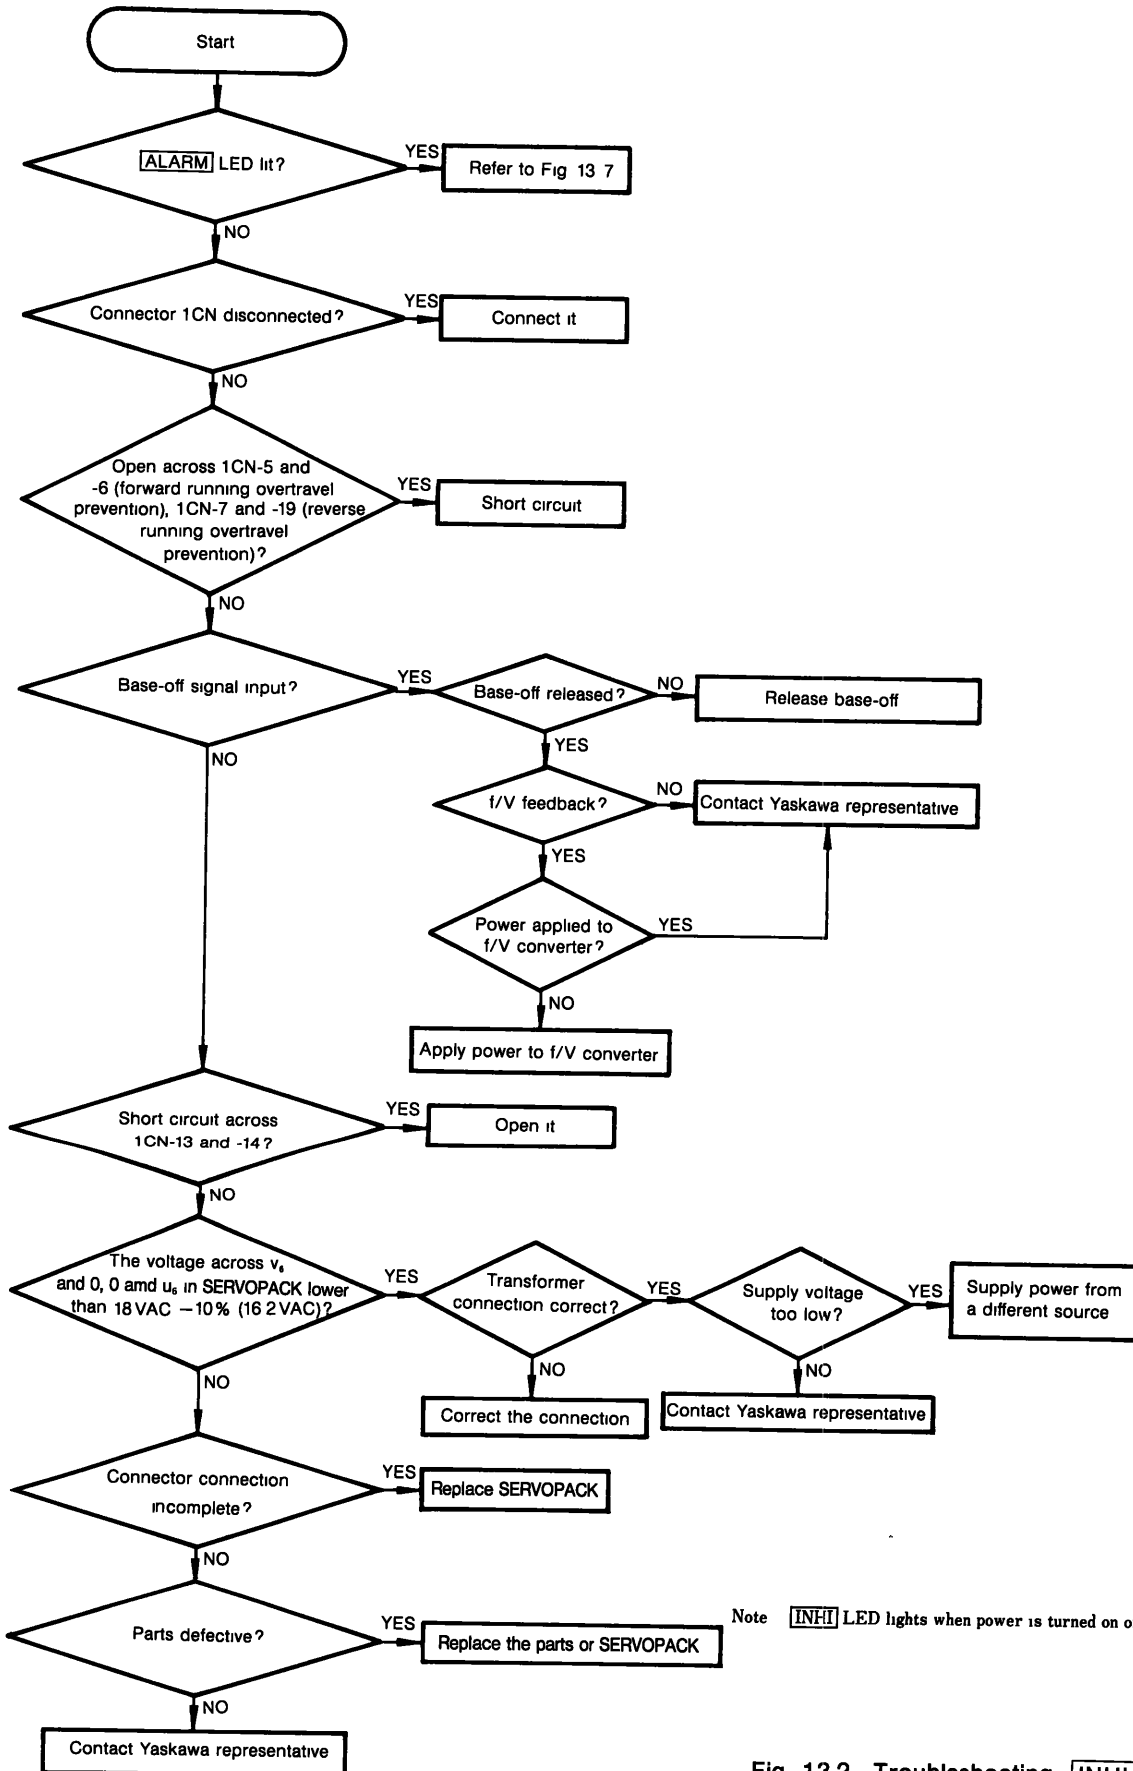 Start
ALARM LED lit?
YES
Refer to Fig 13 7
NO
Connector 1CN disconnected?
YES
Connect it
NO
Open across 1CN-5 and
-6 (forward running overtravel
prevention), 1CN-7 and -19 (reverse
running overtravel
prevention)?
YES
Short circuit
NO
Base-off signal input?
YES
Base-off released?
NO
Release base-off
YES
NO
f/V feedback?
NO
Contact Yaskawa representative
YES
Power applied to
f/V converter?
YES
NO
Apply power to f/V converter
Short circuit across
1CN-13 and -14?
YES
Open it
NO
The voltage across v₆
and 0, 0 amd u₆ in SERVOPACK lower
than 18 VAC −10% (16 2 VAC)?
YES
Transformer
connection correct?
YES
Supply voltage
too low?
YES
Supply power from
a different source
NO
Correct the connection
NO
Contact Yaskawa representative
NO
Connector connection
incomplete?
YES
Replace SERVOPACK
NO
Parts defective?
YES
Replace the parts or SERVOPACK
Note INHI LED lights when power is turned on o
NO
Contact Yaskawa representative